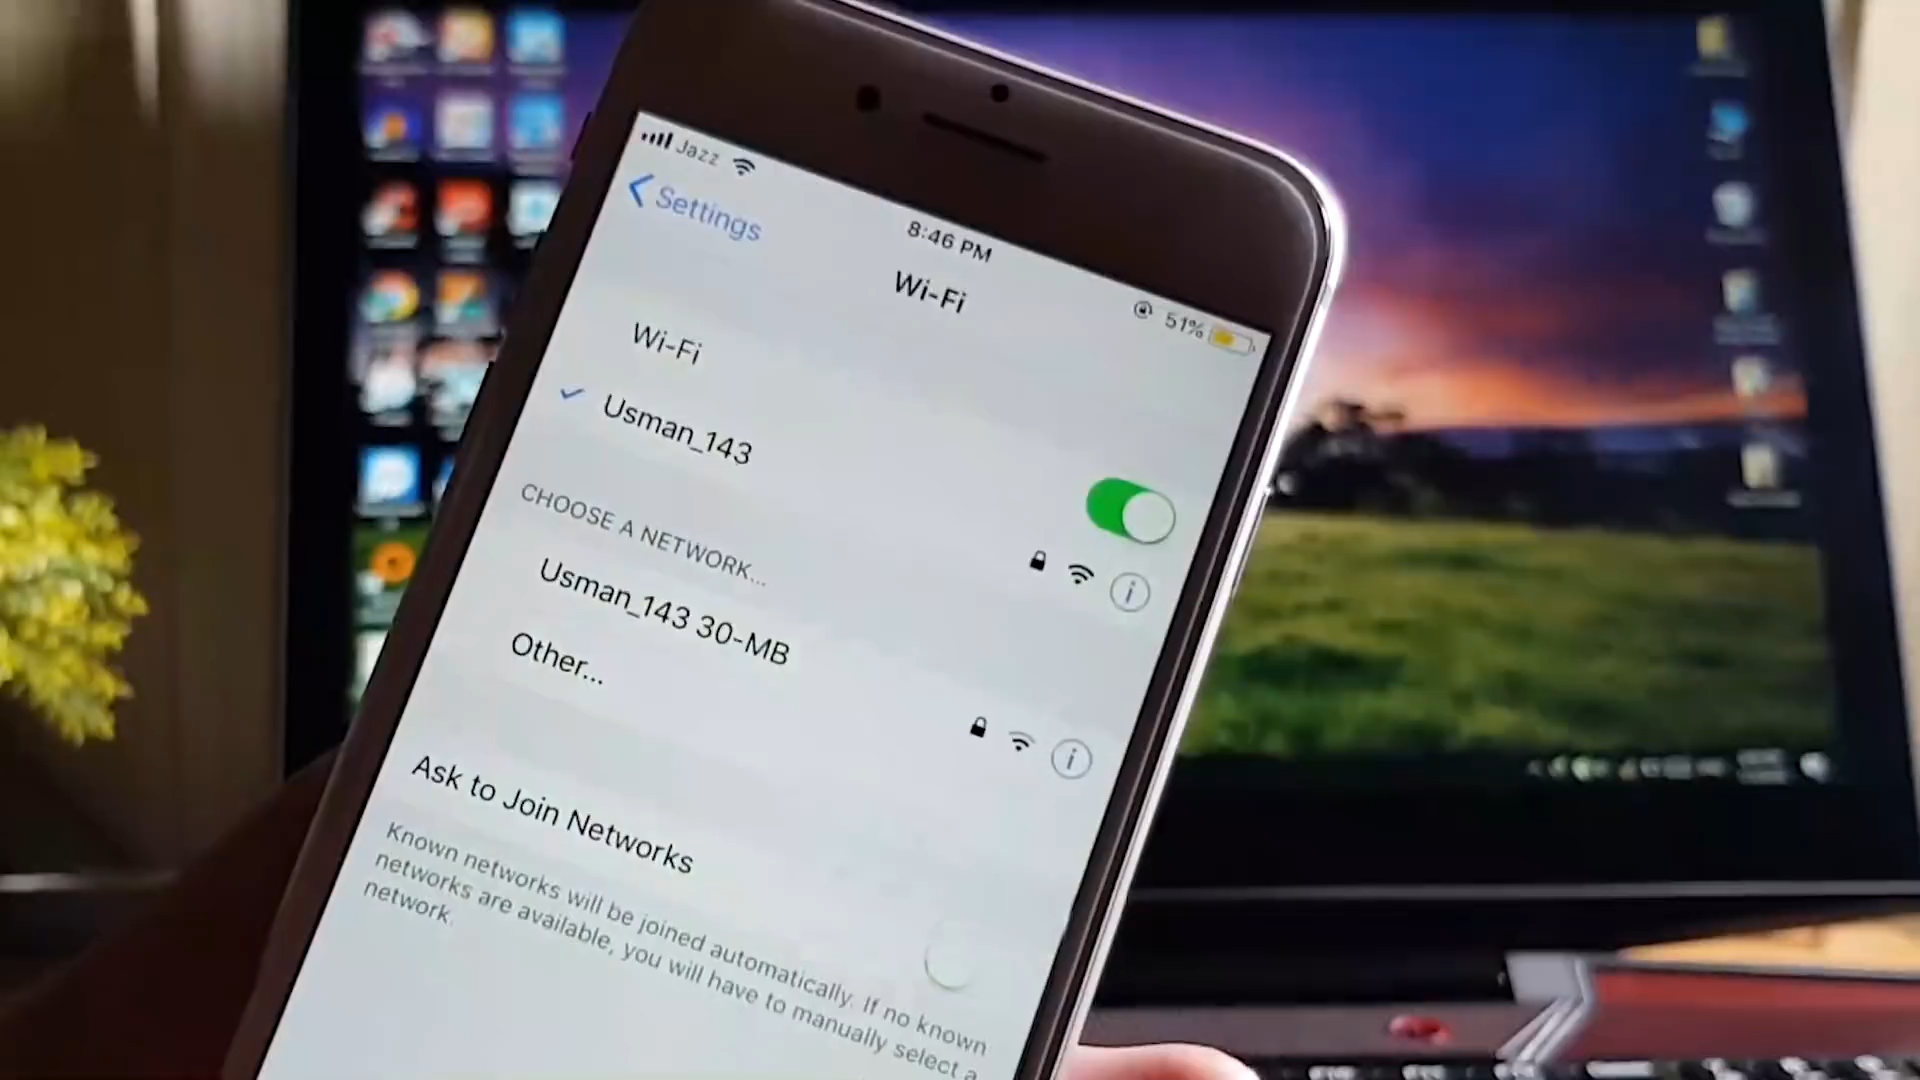 Jazz
8:46 PM
51%
Settings
Wi-Fi
Wi-Fi
Usman_143
CHOOSE A NETWORK...
Usman_143 30-MB
Other...
Ask to Join Networks
Known networks will be joined automatically. If no known
networks are available, you will have to manually select a
network.